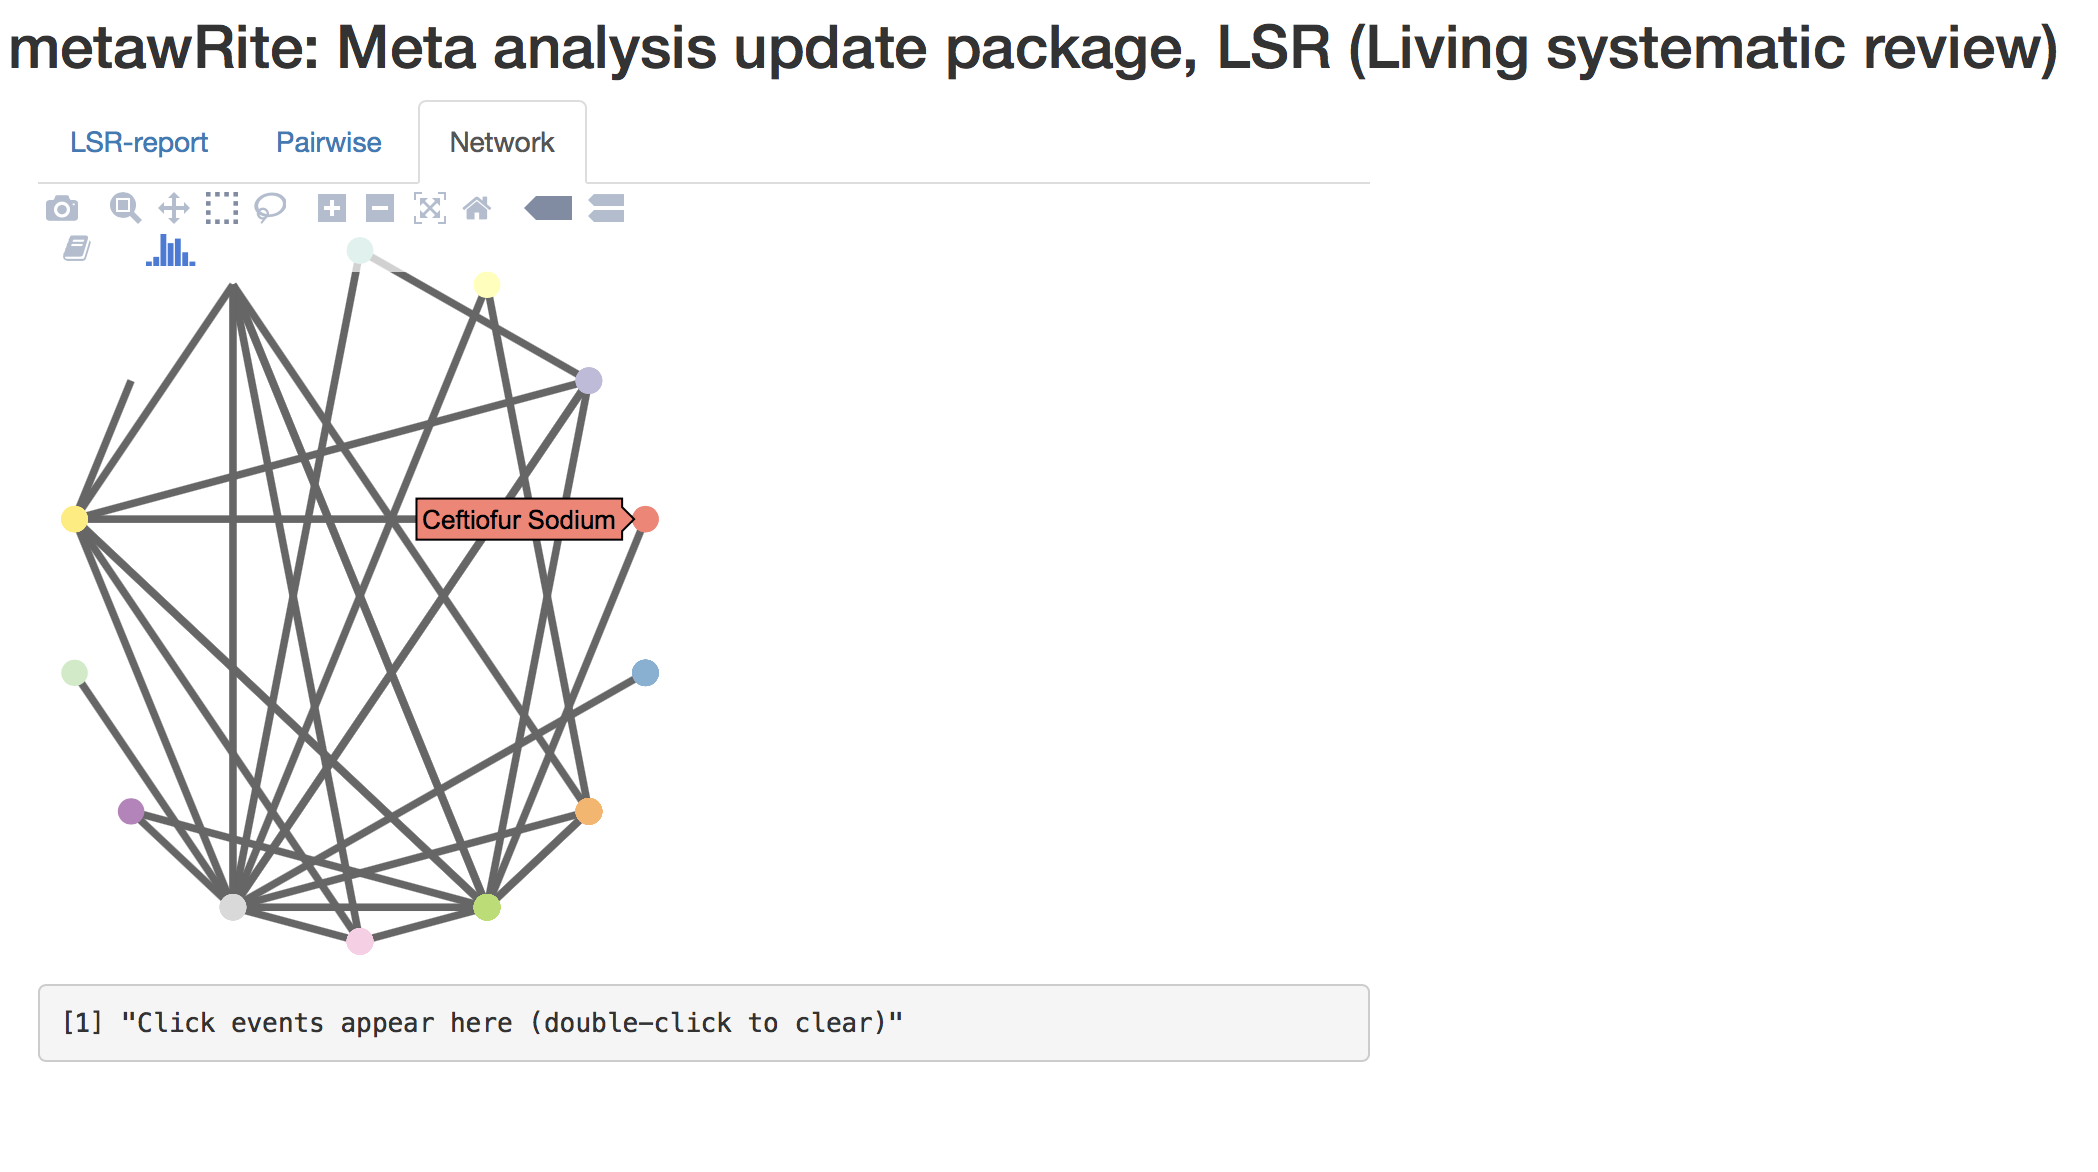 metawRite: Meta analysis update package, LSR (Living systematic review)
LSR-report Pairwise Network
Ceftiofur Sodium
[1] "Click events appear here (double-click to clear)"